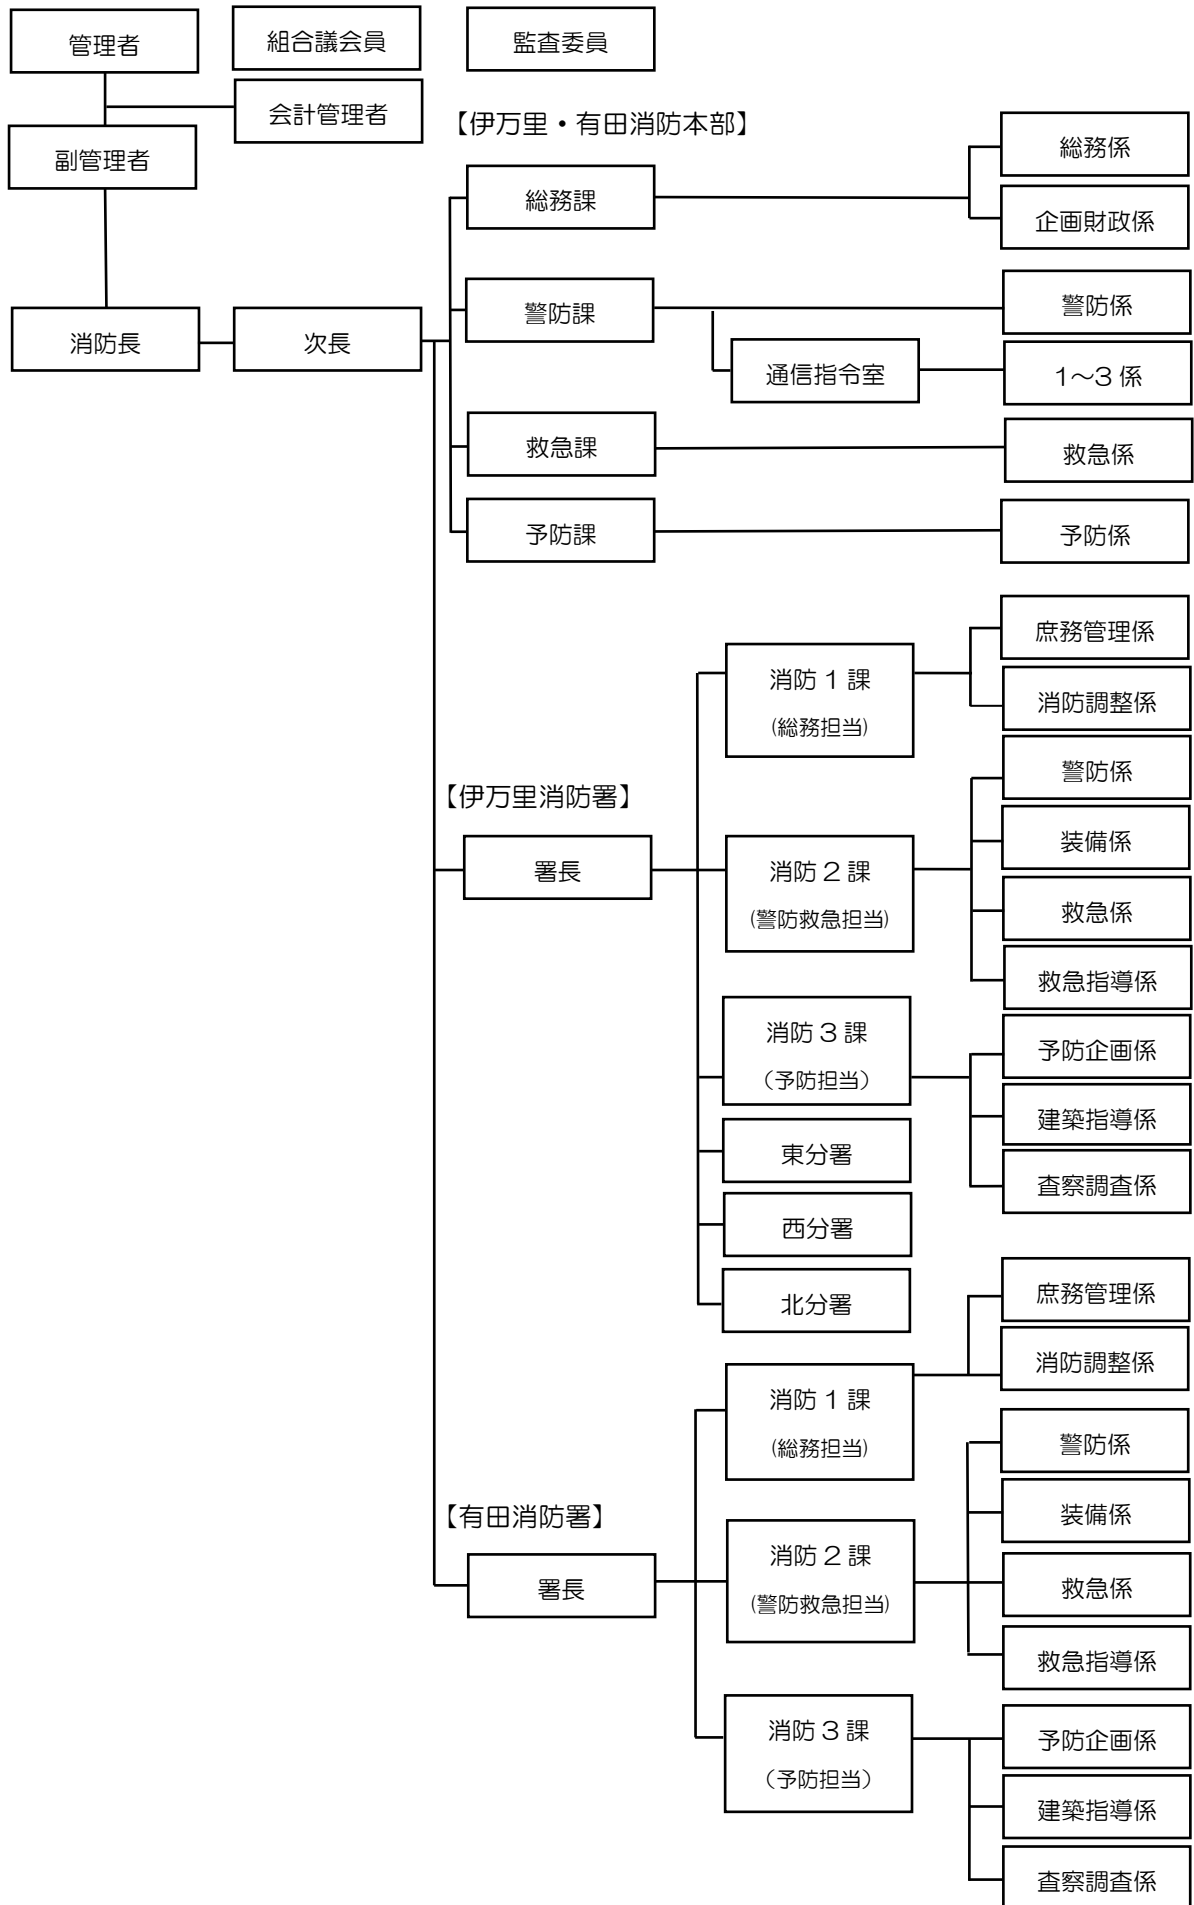 管理者
組合議会員
監査委員
会計管理者
副管理者
消防長
次長
【伊万里・有田消防本部】
総務課
総務係
企画財政係
警防課
警防係
通信指令室
1～3 係
救急課
救急係
予防課
予防係
【伊万里消防署】
署長
消防 1 課
(総務担当)
庶務管理係
消防調整係
消防 2 課
(警防救急担当)
警防係
装備係
救急係
救急指導係
消防 3 課
（予防担当）
予防企画係
建築指導係
査察調査係
東分署
西分署
北分署
【有田消防署】
署長
消防 1 課
(総務担当)
庶務管理係
消防調整係
消防 2 課
(警防救急担当)
警防係
装備係
救急係
救急指導係
消防 3 課
（予防担当）
予防企画係
建築指導係
査察調査係